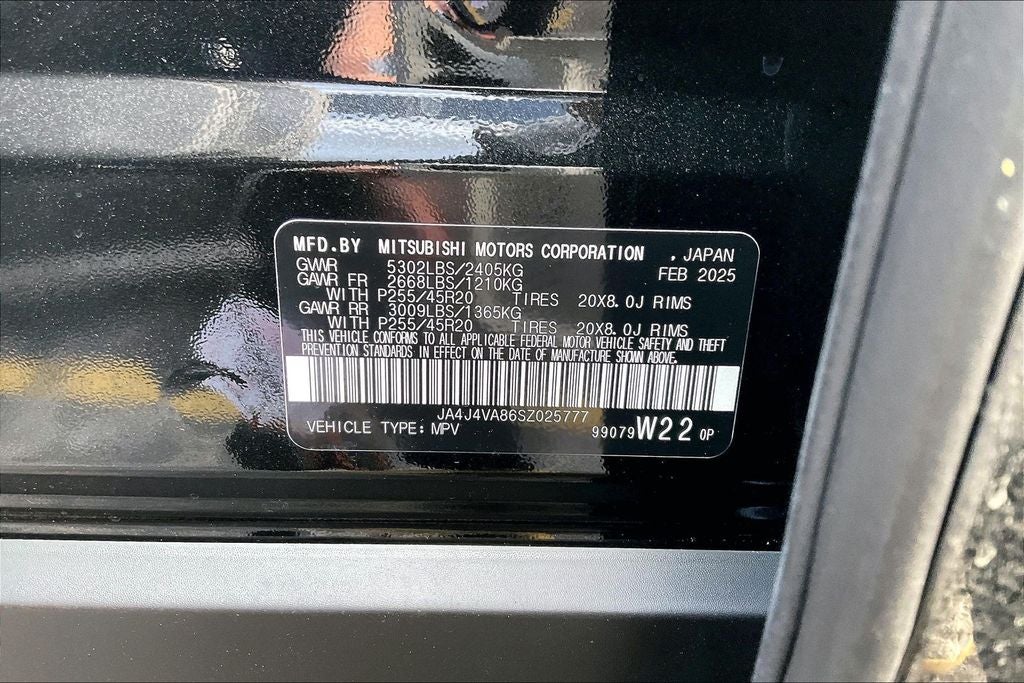 MFD.BY MITSUBISHI MOTORS CORPORATION , JAPAN
GVWR 5302LBS/2405KG FEB 2025
GAWR FR 2668LBS/1210KG
WITH P255/45R20 TIRES 20X8.0J RIMS
GAWR RR 3009LBS/1365KG
WITH P255/45R20 TIRES 20X8.0J RIMS
THIS VEHICLE CONFORMS TO ALL APPLICABLE FEDERAL MOTOR VEHICLE SAFETY AND THEFT
PREVENTION STANDARDS IN EFFECT ON THE DATE OF MANUFACTURE SHOWN ABOVE.
JA4J4VA86SZ025777
VEHICLE TYPE: MPV 99079 W22 0P